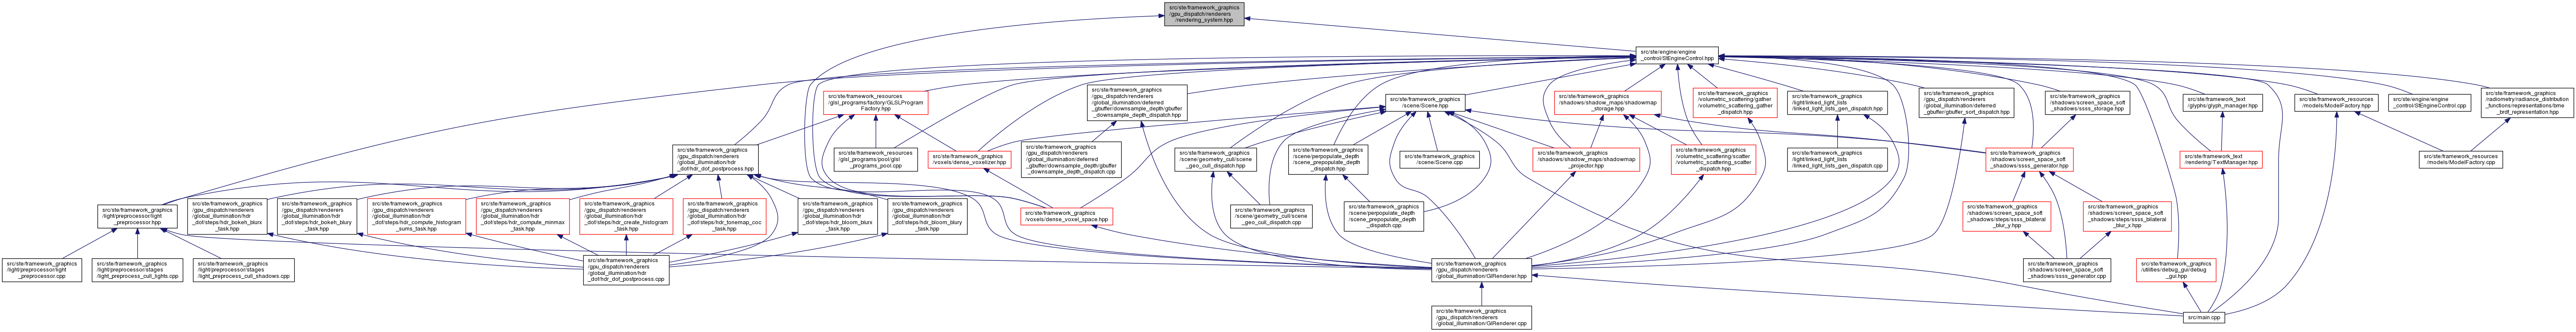 src/ste/framework_graphics
/gpu_dispatch/renderers
/rendering_system.hpp
src/ste/engine/engine
_control/StEngineControl.hpp
src/ste/framework_resources
/glsl_programs/factory/GLSLProgram
Factory.hpp
src/ste/framework_graphics
/gpu_dispatch/renderers
/global_illumination/deferred
_gbuffer/downsample_depth/gbuffer
_downsample_depth_dispatch.hpp
src/ste/framework_graphics
/scene/Scene.hpp
src/ste/framework_graphics
/shadows/shadow_maps/shadowmap
_storage.hpp
src/ste/framework_graphics
/volumetric_scattering/gather
/volumetric_scattering_gather
_dispatch.hpp
src/ste/framework_graphics
/light/linked_light_lists
/linked_light_lists_gen_dispatch.hpp
src/ste/framework_graphics
/gpu_dispatch/renderers
/global_illumination/deferred
_gbuffer/gbuffer_sort_dispatch.hpp
src/ste/framework_graphics
/shadows/screen_space_soft
_shadows/ssss_storage.hpp
src/ste/framework_text
/glyphs/glyph_manager.hpp
src/ste/framework_resources
/models/ModelFactory.hpp
src/ste/engine/engine
_control/StEngineControl.cpp
src/ste/framework_graphics
/radiometry/radiance_distribution
_functions/representations/bme
_brdf_representation.hpp
src/ste/framework_graphics
/gpu_dispatch/renderers
/global_illumination/hdr
_dof/hdr_dof_postprocess.hpp
src/ste/framework_resources
/glsl_programs/pool/glsl
_programs_pool.cpp
src/ste/framework_graphics
/voxels/dense_voxelizer.hpp
src/ste/framework_graphics
/gpu_dispatch/renderers
/global_illumination/deferred
_gbuffer/downsample_depth/gbuffer
_downsample_depth_dispatch.cpp
src/ste/framework_graphics
/scene/geometry_cull/scene
_geo_cull_dispatch.hpp
src/ste/framework_graphics
/scene/perpopulate_depth
/scene_prepopulate_depth
_dispatch.hpp
src/ste/framework_graphics
/scene/Scene.cpp
src/ste/framework_graphics
/shadows/shadow_maps/shadowmap
_projector.hpp
src/ste/framework_graphics
/volumetric_scattering/scatter
/volumetric_scattering_scatter
_dispatch.hpp
src/ste/framework_graphics
/light/linked_light_lists
/linked_light_lists_gen_dispatch.cpp
src/ste/framework_graphics
/shadows/screen_space_soft
_shadows/ssss_generator.hpp
src/ste/framework_text
/rendering/TextManager.hpp
src/ste/framework_resources
/models/ModelFactory.cpp
src/ste/framework_graphics
/light/preprocessor/light
_preprocessor.hpp
src/ste/framework_graphics
/gpu_dispatch/renderers
/global_illumination/hdr
_dof/steps/hdr_bokeh_blurx
_task.hpp
src/ste/framework_graphics
/gpu_dispatch/renderers
/global_illumination/hdr
_dof/steps/hdr_bokeh_blury
_task.hpp
src/ste/framework_graphics
/gpu_dispatch/renderers
/global_illumination/hdr
_dof/steps/hdr_compute_histogram
_sums_task.hpp
src/ste/framework_graphics
/gpu_dispatch/renderers
/global_illumination/hdr
_dof/steps/hdr_compute_minmax
_task.hpp
src/ste/framework_graphics
/gpu_dispatch/renderers
/global_illumination/hdr
_dof/steps/hdr_create_histogram
_task.hpp
src/ste/framework_graphics
/gpu_dispatch/renderers
/global_illumination/hdr
_dof/steps/hdr_tonemap_coc
_task.hpp
src/ste/framework_graphics
/gpu_dispatch/renderers
/global_illumination/hdr
_dof/steps/hdr_bloom_blurx
_task.hpp
src/ste/framework_graphics
/gpu_dispatch/renderers
/global_illumination/hdr
_dof/steps/hdr_bloom_blury
_task.hpp
src/ste/framework_graphics
/voxels/dense_voxel_space.hpp
src/ste/framework_graphics
/scene/geometry_cull/scene
_geo_cull_dispatch.cpp
src/ste/framework_graphics
/scene/perpopulate_depth
/scene_prepopulate_depth
_dispatch.cpp
src/ste/framework_graphics
/shadows/screen_space_soft
_shadows/steps/ssss_bilateral
_blur_y.hpp
src/ste/framework_graphics
/shadows/screen_space_soft
_shadows/steps/ssss_bilateral
_blur_x.hpp
src/ste/framework_graphics
/light/preprocessor/light
_preprocessor.cpp
src/ste/framework_graphics
/light/preprocessor/stages
/light_preprocess_cull_lights.cpp
src/ste/framework_graphics
/light/preprocessor/stages
/light_preprocess_cull_shadows.cpp
src/ste/framework_graphics
/gpu_dispatch/renderers
/global_illumination/hdr
_dof/hdr_dof_postprocess.cpp
src/ste/framework_graphics
/gpu_dispatch/renderers
/global_illumination/GIRenderer.hpp
src/ste/framework_graphics
/shadows/screen_space_soft
_shadows/ssss_generator.cpp
src/ste/framework_graphics
/utilities/debug_gui/debug
_gui.hpp
src/ste/framework_graphics
/gpu_dispatch/renderers
/global_illumination/GIRenderer.cpp
src/main.cpp